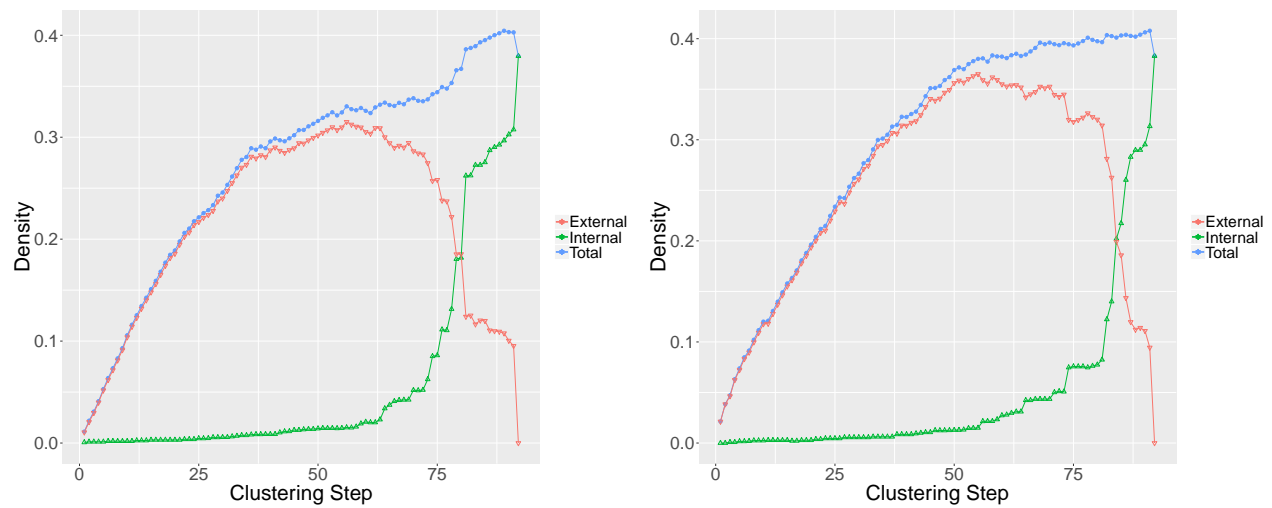 0.4
0.3
0.2
0.1
0.0
Density
0
25
50
75
Clustering Step
External
Internal
Total
0.4
0.3
0.2
0.1
0.0
Density
0
25
50
75
Clustering Step
External
Internal
Total